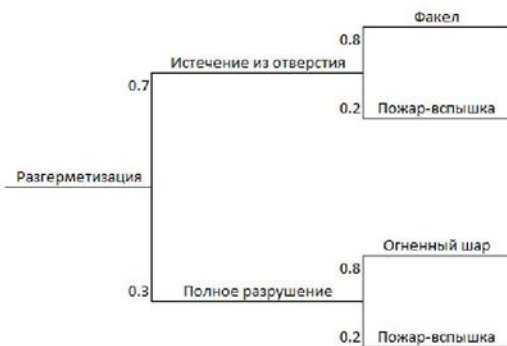 Факел
0.8
Истечение из отверстия
0.7
0.2 Пожар-вспышка
Разгерметизация
Огненный шар
0.8
0.3 Полное разрушение
0.2 Пожар-вспышка